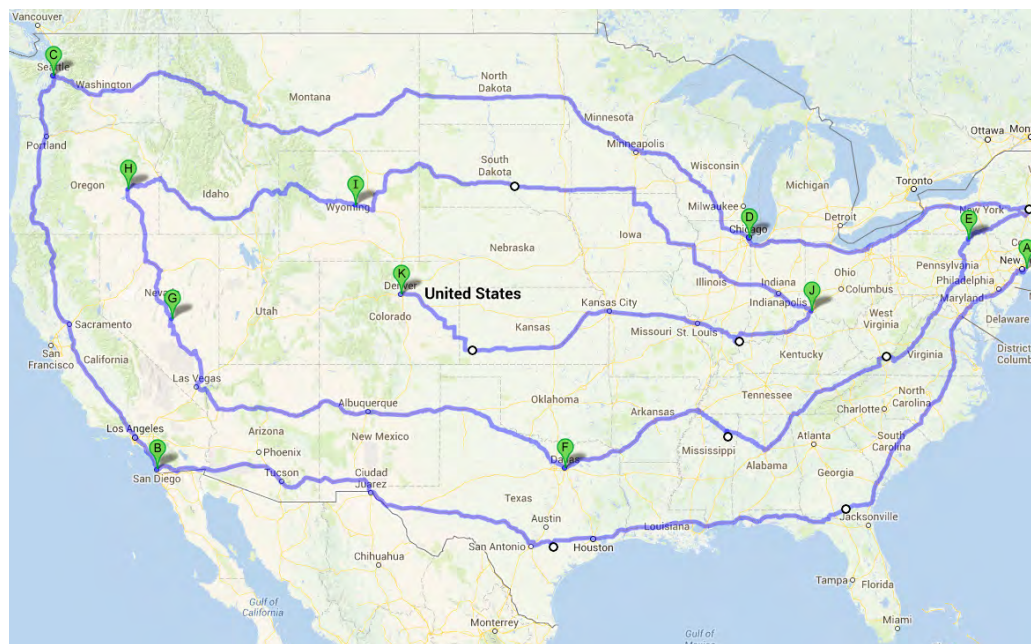 Vancouver
C
Seattle
Washington
Montana
North
Dakota
Minnesota
Ottawa
Portland
Minneapolis
Wisconsin
H
Oregon
Idaho
I
Wyoming
South
Dakota
Michigan
Toronto
Milwaukee
D
Chicago
Detroit
New York
E
A
Iowa
Nebraska
Pennsylvania
New
Philadelphia
Maryland
Nevada
G
Utah
K
Denver
United States
Colorado
Illinois
Indiana
Indianapolis
J
Ohio
Columbus
Delaware
Sacramento
San
Francisco
California
Kansas City
Kansas
Missouri
St. Louis
West
Virginia
Virginia
District
Kentucky
Las Vegas
Albuquerque
Oklahoma
Arkansas
Tennessee
North
Carolina
Charlotte
Los Angeles
B
San Diego
Arizona
Phoenix
Tucson
New Mexico
Ciudad
Juarez
F
Dallas
Mississippi
Alabama
Atlanta
Georgia
South
Carolina
Texas
Austin
San Antonio
Houston
Louisiana
Jacksonville
Chihuahua
Tampa
Florida
Gulf of
California
Monterrey
Gulf of
Miami